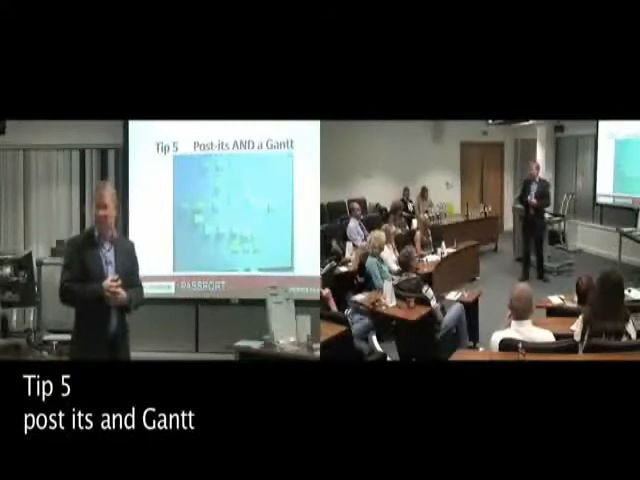 Tip 5 Post-its AND a Gantt
PASSPORT
Tip 5
post its and Gantt